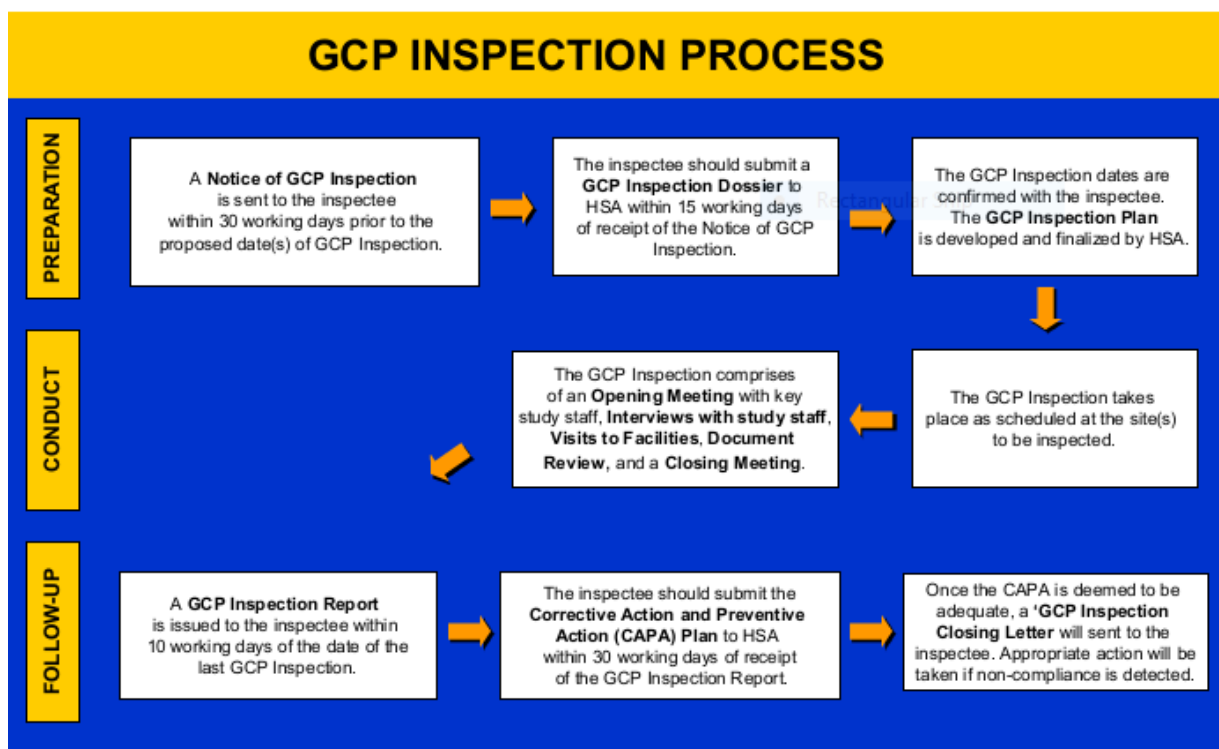 GCP INSPECTION PROCESS
PREPARATION
A Notice of GCP Inspection
is sent to the inspectee
within 30 working days prior to the
proposed date(s) of GCP Inspection.
The inspectee should submit a
GCP Inspection Dossier to
HSA within 15 working days
of receipt of the Notice of GCP
Inspection.
Rectangular S
The GCP Inspection dates are
confirmed with the inspectee.
The GCP Inspection Plan
is developed and finalized by HSA.
CONDUCT
The GCP Inspection takes
place as scheduled at the site(s)
to be inspected.
The GCP Inspection comprises
of an Opening Meeting with key
study staff, Interviews with study staff,
Visits to Facilities, Document
Review, and a Closing Meeting.
FOLLOW-UP
A GCP Inspection Report
is issued to the inspectee within
10 working days of the date of the
last GCP Inspection.
The inspectee should submit the
Corrective Action and Preventive
Action (CAPA) Plan to HSA
within 30 working days of receipt
of the GCP Inspection Report.
Once the CAPA is deemed to be
adequate, a ‘GCP Inspection
Closing Letter will sent to the
inspectee. Appropriate action will be
taken if non-compliance is detected.